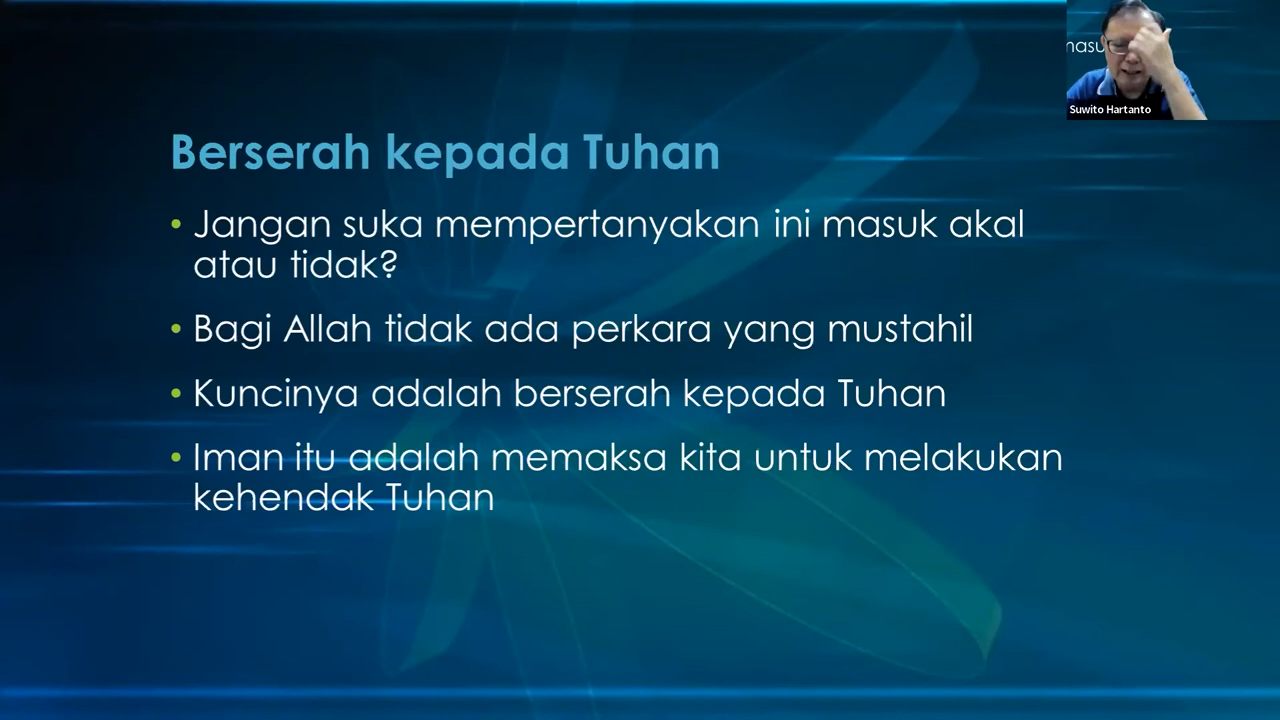 Berserah kepada Tuhan
• Jangan suka mempertanyakan ini masuk akal
atau tidak?
• Bagi Allah tidak ada perkara yang mustahil
• Kuncinya adalah berserah kepada Tuhan
• Iman itu adalah memaksa kita untuk melakukan
kehendak Tuhan
Suwito Hartanto